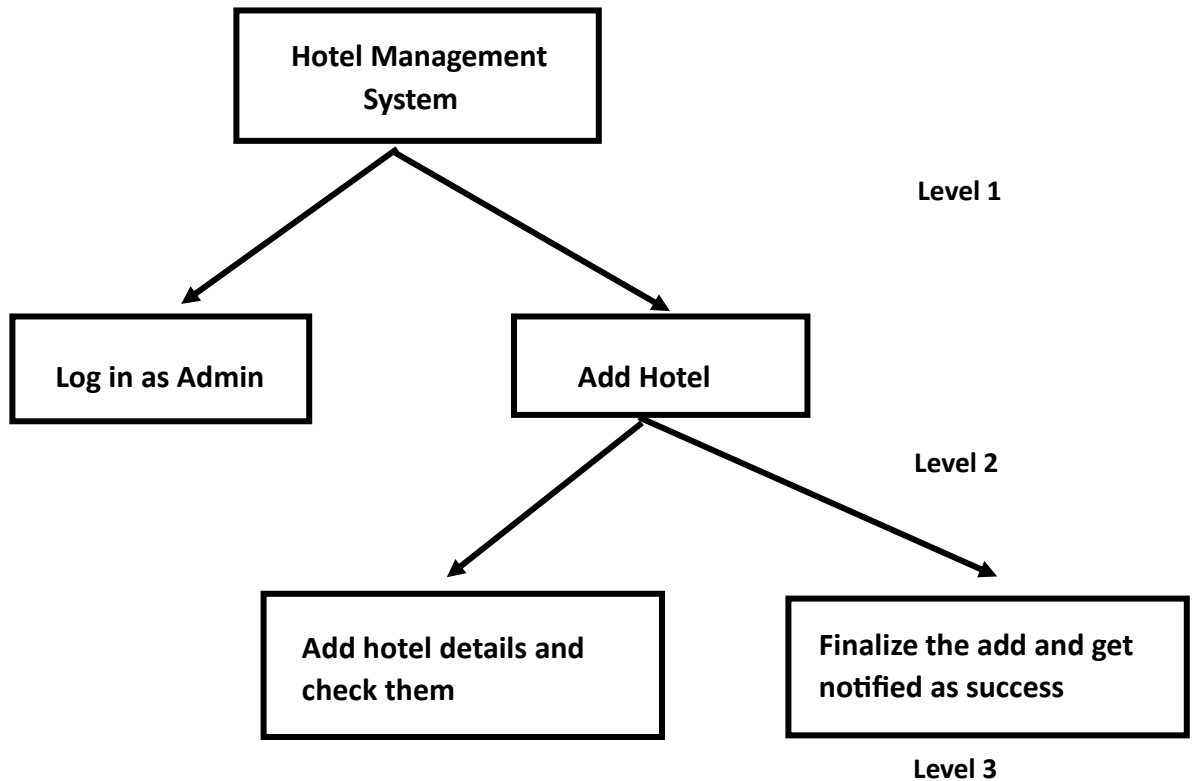 Hotel Management
System
Level 1
Log in as Admin
Add Hotel
Level 2
Add hotel details and
check them
Finalize the add and get
notified as success
Level 3